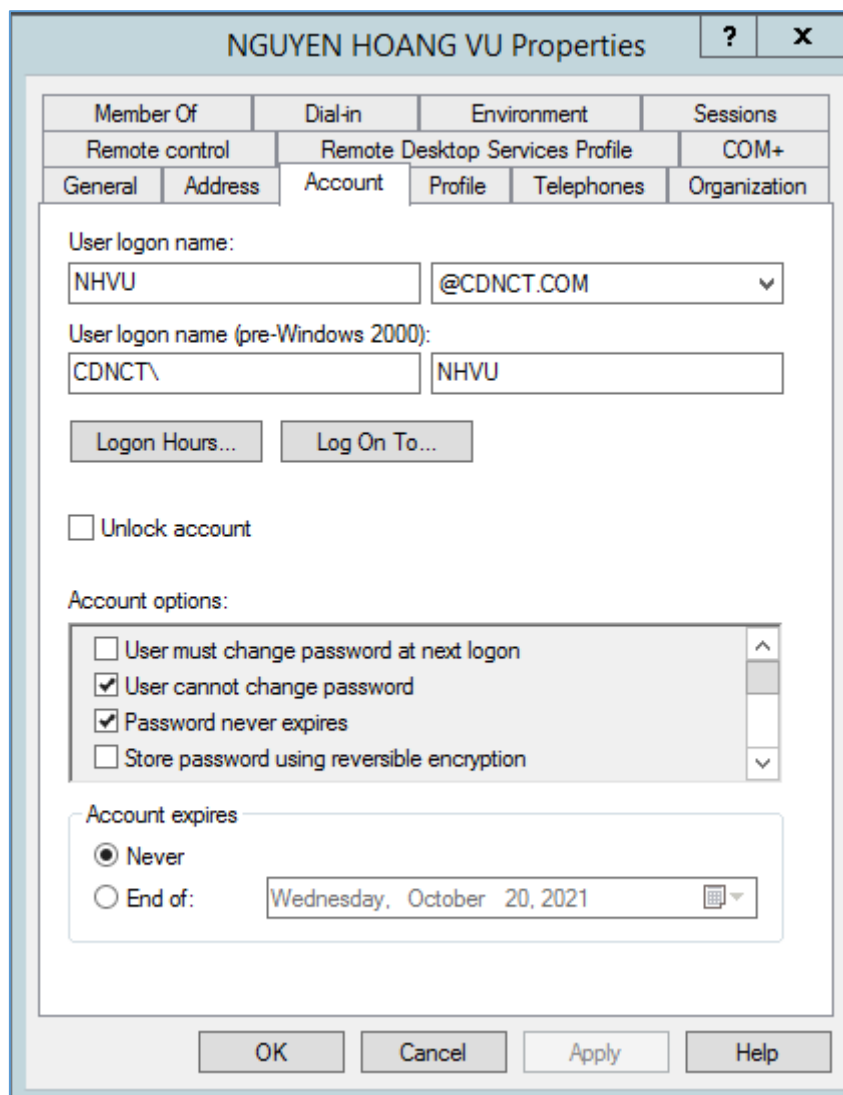 NGUYEN HOANG VU Properties ? x
Member Of Dial-in Environment Sessions
Remote control Remote Desktop Services Profile COM+
General Address Account Profile Telephones Organization
User logon name:
NHVU @CDNCT.COM
User logon name (pre-Windows 2000):
CDNCT\ NHVU
Logon Hours... Log On To...
Unlock account
Account options:
User must change password at next logon
User cannot change password
Password never expires
Store password using reversible encryption
Account expires
Never
End of: Wednesday, October 20, 2021
OK Cancel Apply Help